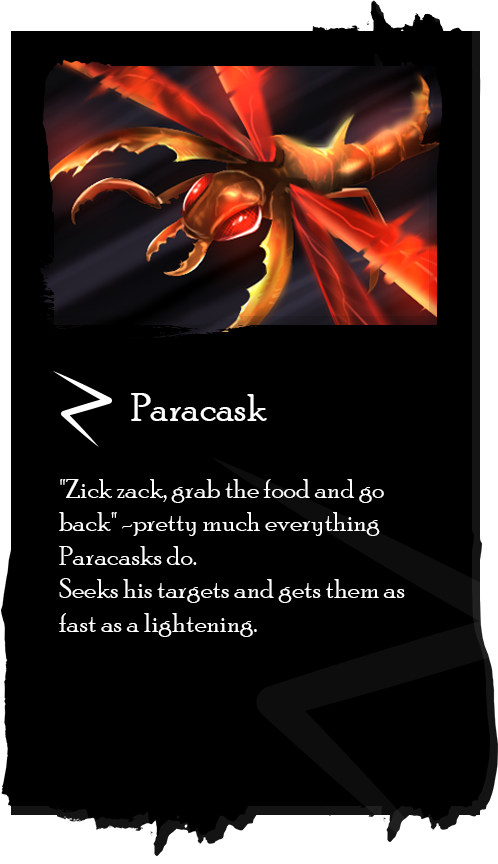 Paracask
"Zick zack, grab the food and go
back" ~pretty much everything
Paracasks do.
Seeks his targets and gets them as
fast as a lightening.